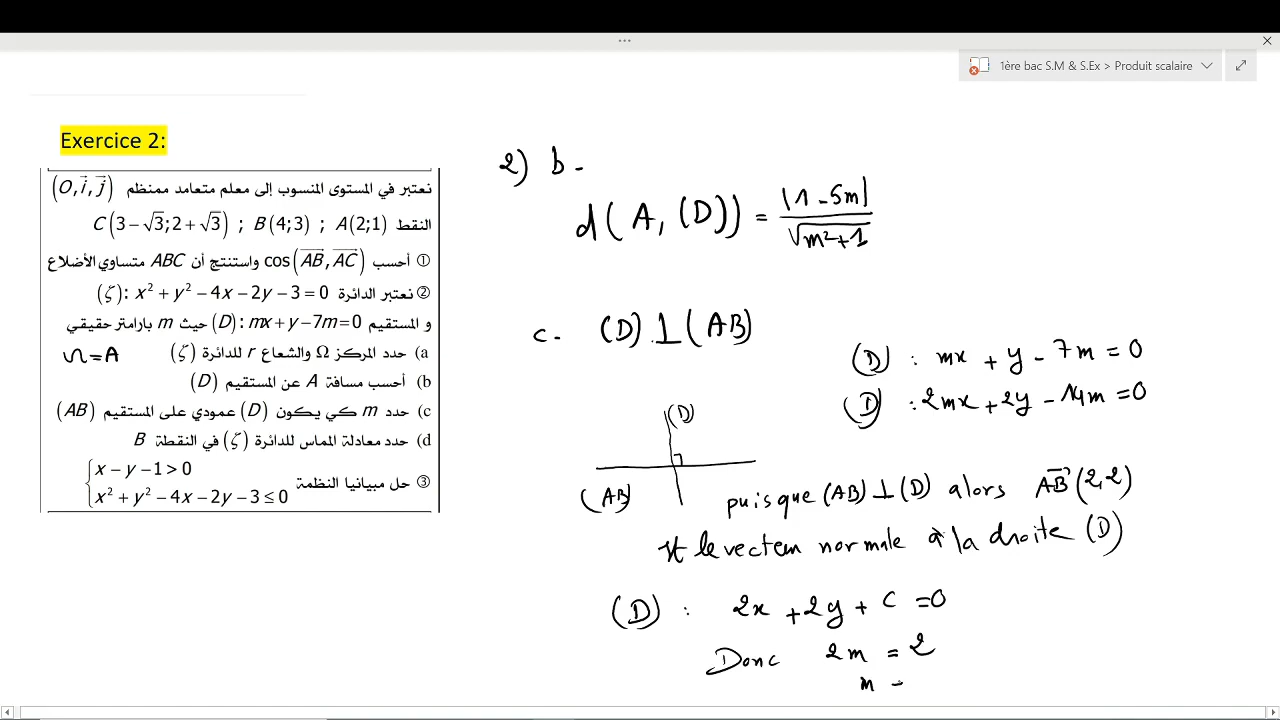 1ère bac S.M & S.Ex > Produit scalaire
Exercice 2:
نعتبر في المستوى المنسوب إلى معلم متعامد ممنظم (O, i⃗, j⃗)
النقط A(2;1) ; B(4;3) ; C(3−√3;2+√3)
① أحسب cos(AB⃗, AC⃗) واستنتج أن ABC متساوي الأضلاع
② نعتبر الدائرة (ζ): x² + y² − 4x − 2y − 3 = 0
و المستقيم (D): mx + y − 7m = 0 حيث m بارامتر حقيقي
a) حدد المركز Ω والشعاع r للدائرة (ζ)
Ω = A
b) أحسب مسافة A عن المستقيم (D)
c) حدد m كي يكون (D) عمودي على المستقيم (AB)
d) حدد معادلة المماس للدائرة (ζ) في النقطة B
③ حل مبيانيا النظمة { x − y − 1 > 0
x² + y² − 4x − 2y − 3 ≤ 0
2) b -
d(A, (D)) = |1 - 5m| / √m²+1
c. (D) ⊥ (AB)
(D) : mx + y - 7m = 0
(D) : 2mx + 2y - 14m = 0
(D)
(AB)
puisque (AB) ⊥ (D) alors AB⃗ (2,2)
st le vecteur normale à la droite (D)
(D) : 2x + 2y + C = 0
Donc 2m = 2
m -